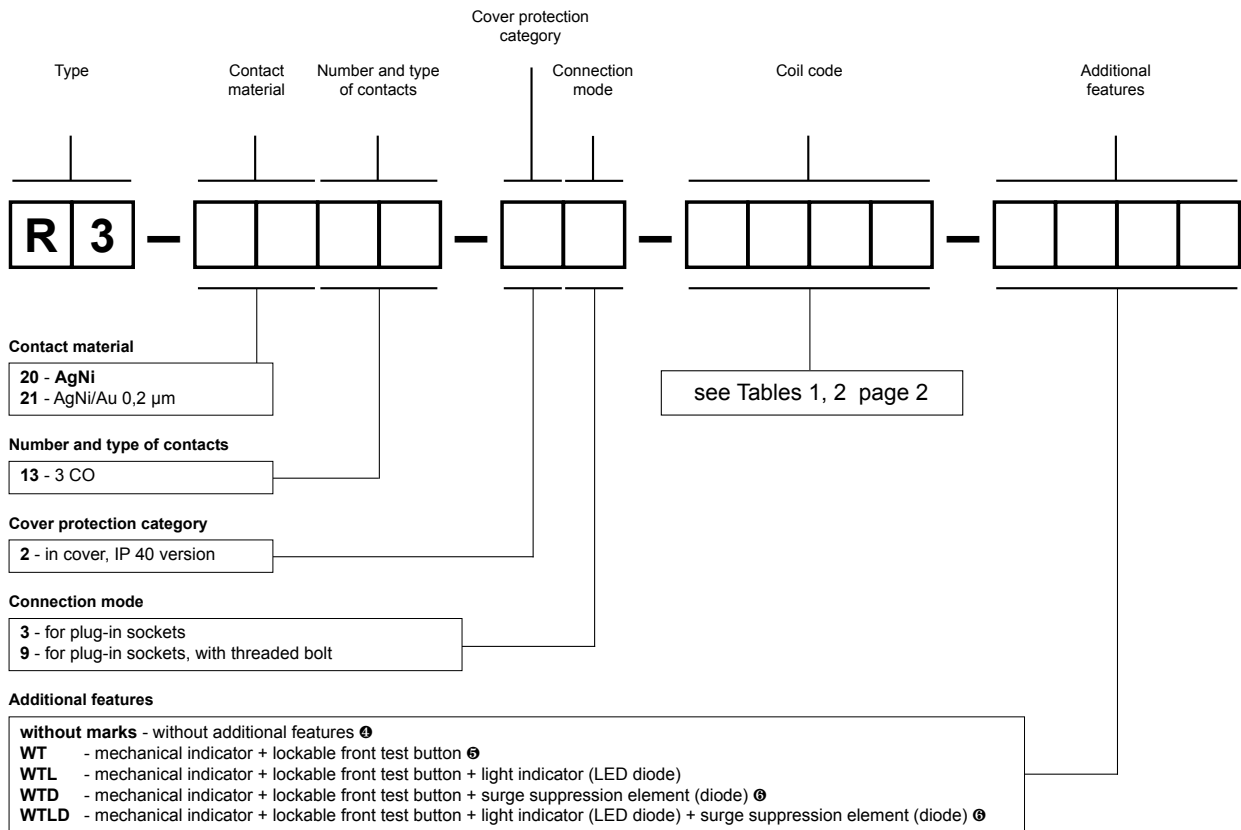 Cover protection
category
Type
Contact
material
Number and type
of contacts
Connection
mode
Coil code
Additional
features
R 3 – – – –
Contact material
20 - AgNi
21 - AgNi/Au 0,2 µm
see Tables 1, 2 page 2
Number and type of contacts
13 - 3 CO
Cover protection category
2 - in cover, IP 40 version
Connection mode
3 - for plug-in sockets
9 - for plug-in sockets, with threaded bolt
Additional features
without marks - without additional features ❹
WT - mechanical indicator + lockable front test button ❺
WTL - mechanical indicator + lockable front test button + light indicator (LED diode)
WTD - mechanical indicator + lockable front test button + surge suppression element (diode) ❻
WTLD - mechanical indicator + lockable front test button + light indicator (LED diode) + surge suppression element (diode) ❻